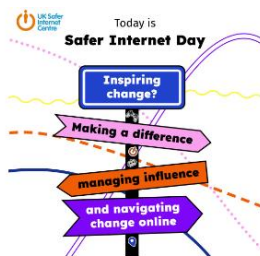 UK Safer
Internet
Centre
Today is
Safer Internet Day
Inspiring
change?
Making a difference
managing influence
and navigating
change online